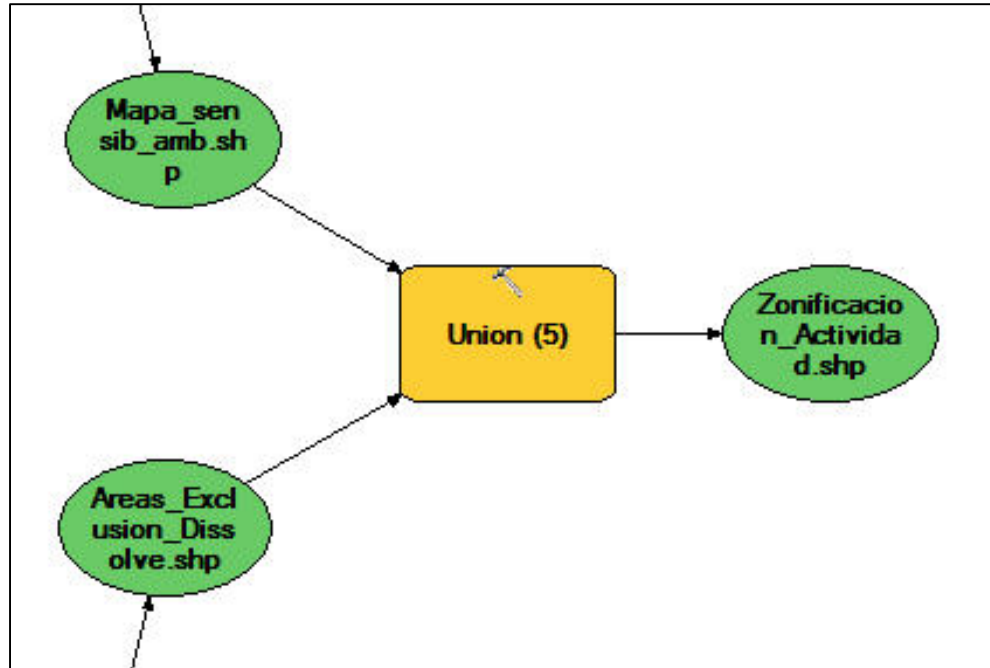 Mapa_sen
sib_amb.sh
p
Union (5)
Zonificacio
n_Activida
d.shp
Areas_Excl
usion_Diss
olve.shp